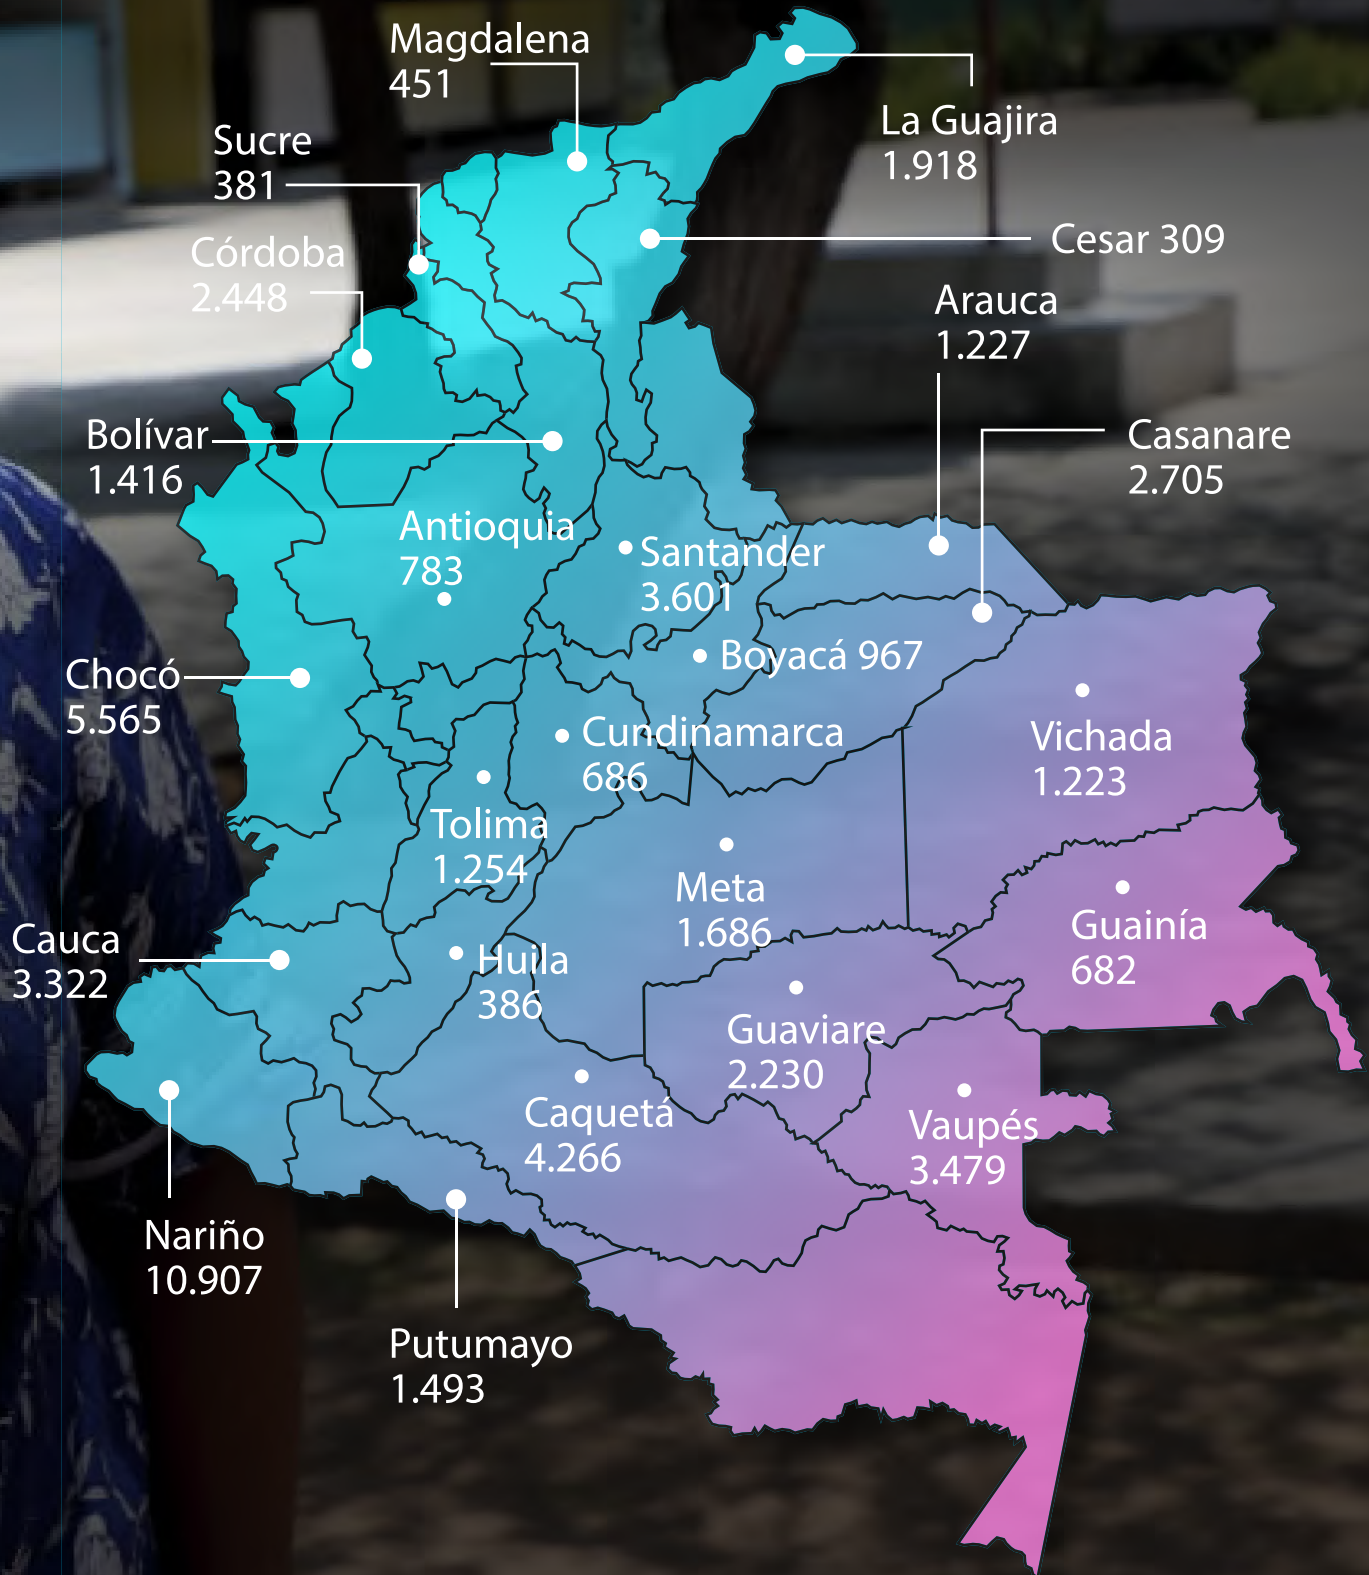 Magdalena
451
La Guajira
1.918
Sucre
381
Cesar 309
Córdoba
2.448
Arauca
1.227
Bolívar
1.416
Casanare
2.705
Antioquia
783
Santander
3.601
Boyacá 967
Chocó
5.565
Cundinamarca
686
Vichada
1.223
Tolima
1.254
Meta
1.686
Guainía
682
Cauca
3.322
Huila
386
Guaviare
2.230
Caquetá
4.266
Vaupés
3.479
Nariño
10.907
Putumayo
1.493